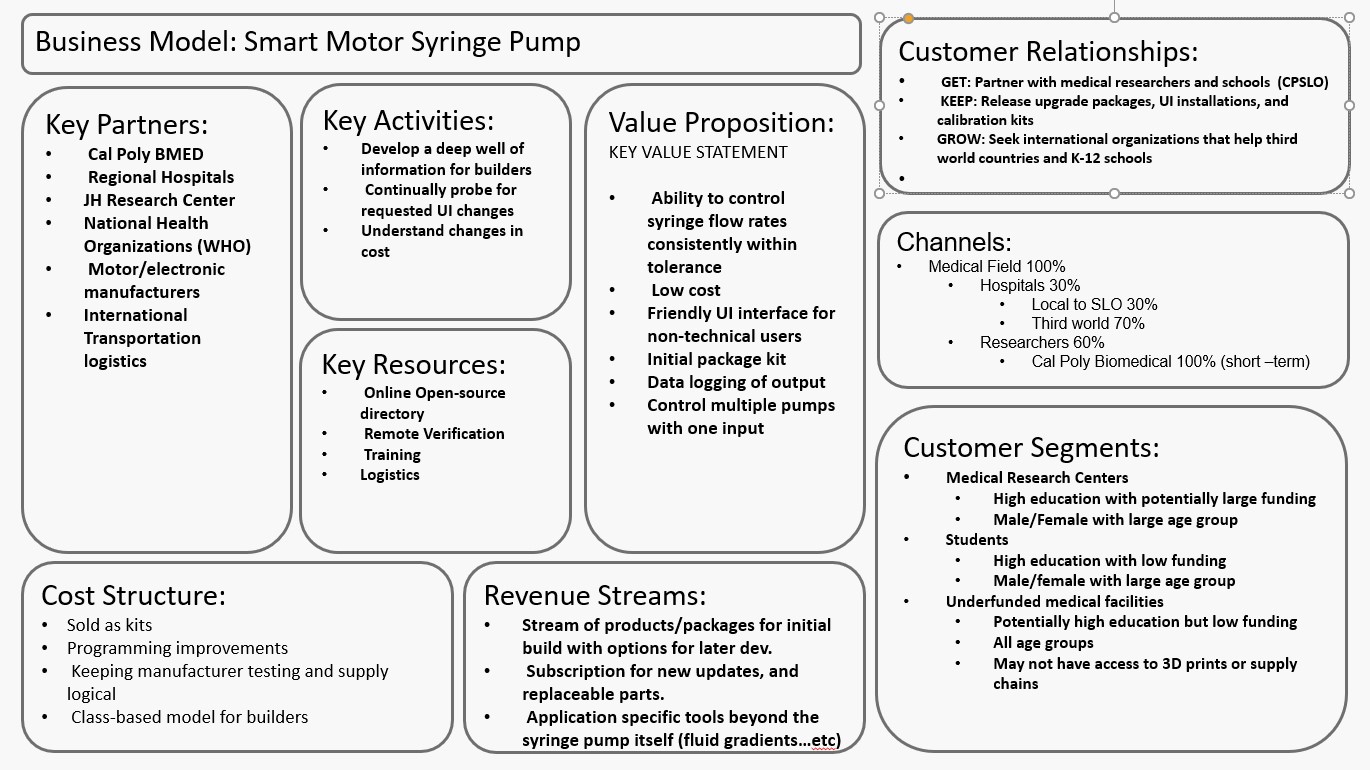 Business Model: Smart Motor Syringe Pump
Key Partners:
• Cal Poly BMED
• Regional Hospitals
• JH Research Center
• National Health
Organizations (WHO)
• Motor/electronic
manufacturers
• International
Transportation
logistics
Key Activities:
• Develop a deep well of
information for builders
• Continually probe for
requested UI changes
• Understand changes in
cost
Key Resources:
• Online Open-source
directory
• Remote Verification
• Training
• Logistics
Value Proposition:
KEY VALUE STATEMENT
• Ability to control
syringe flow rates
consistently within
tolerance
• Low cost
• Friendly UI interface for
non-technical users
• Initial package kit
• Data logging of output
• Control multiple pumps
with one input
Customer Relationships:
• GET: Partner with medical researchers and schools (CPSLO)
• KEEP: Release upgrade packages, UI installations, and
calibration kits
• GROW: Seek international organizations that help third
world countries and K-12 schools
•
Channels:
• Medical Field 100%
• Hospitals 30%
• Local to SLO 30%
• Third world 70%
• Researchers 60%
• Cal Poly Biomedical 100% (short –term)
Customer Segments:
• Medical Research Centers
• High education with potentially large funding
• Male/Female with large age group
• Students
• High education with low funding
• Male/female with large age group
• Underfunded medical facilities
• Potentially high education but low funding
• All age groups
• May not have access to 3D prints or supply
chains
Cost Structure:
• Sold as kits
• Programming improvements
• Keeping manufacturer testing and supply
logical
• Class-based model for builders
Revenue Streams:
• Stream of products/packages for initial
build with options for later dev.
• Subscription for new updates, and
replaceable parts.
• Application specific tools beyond the
syringe pump itself (fluid gradients…etc)